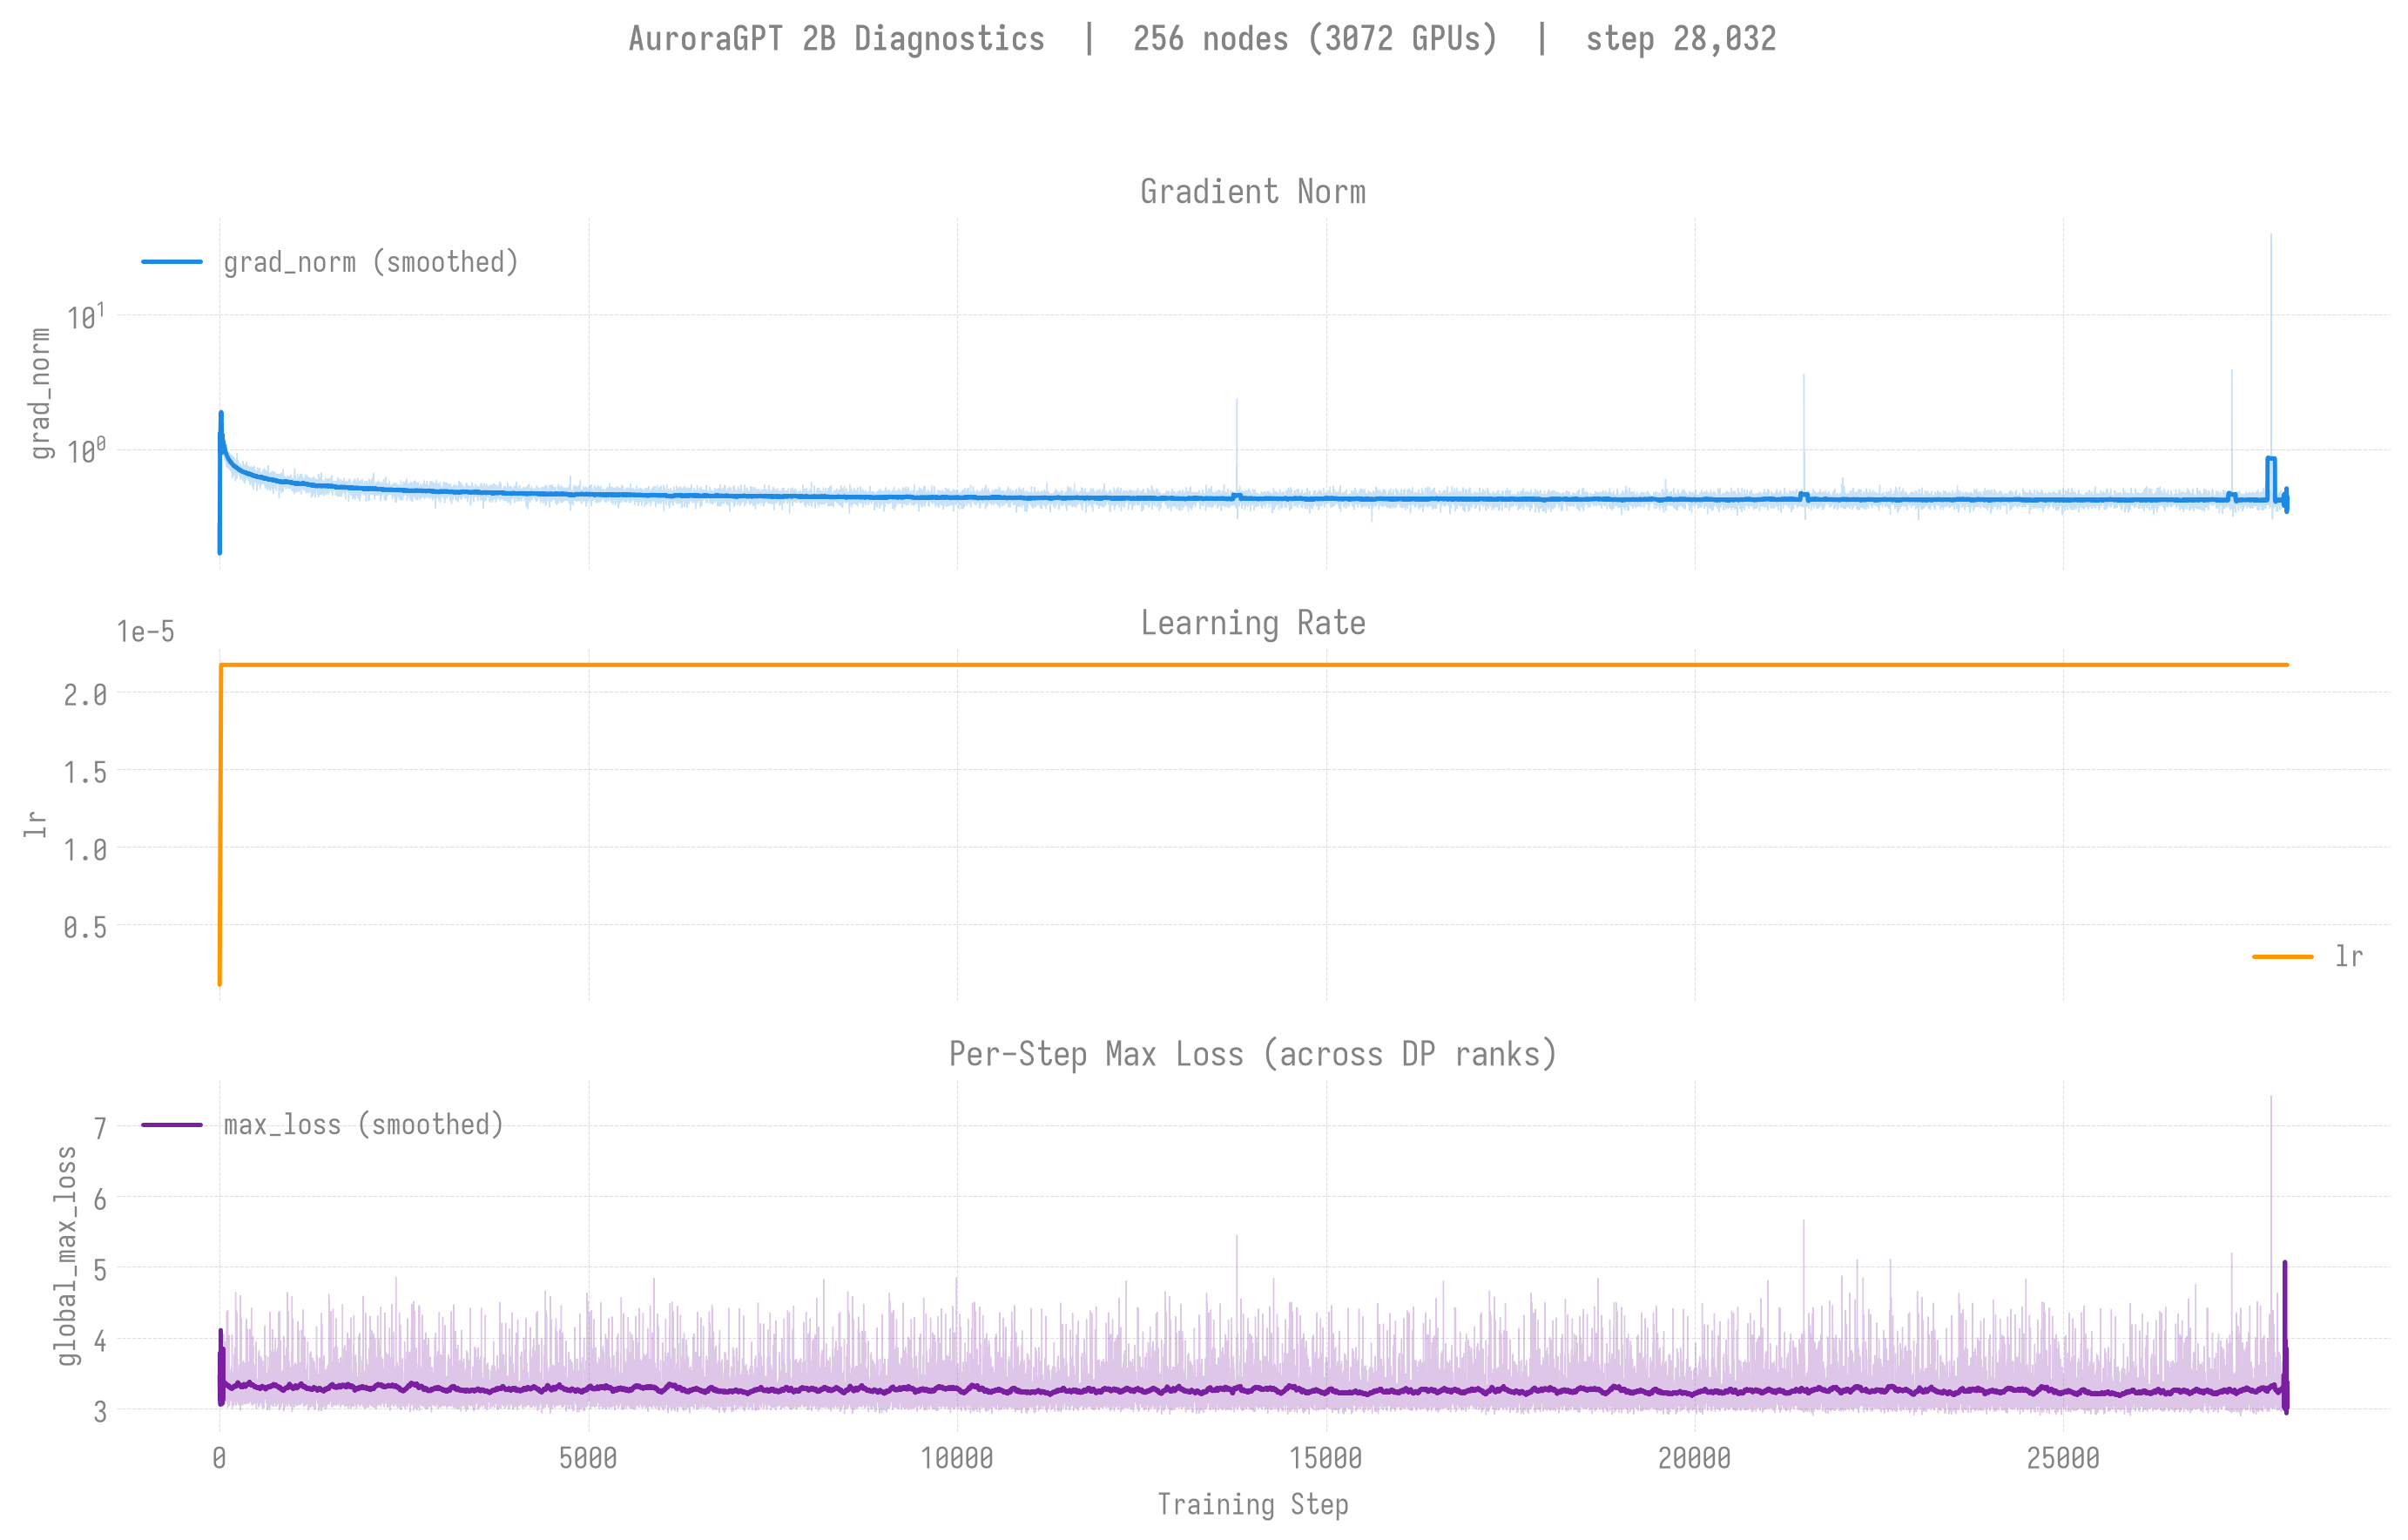 AuroraGPT 2B Diagnostics | 256 nodes (3072 GPUs) | step 28,032
Gradient Norm
grad_norm (smoothed)
10¹
10⁰
grad_norm
Learning Rate
1e-5
2.0
1.5
1.0
0.5
lr
lr
Per-Step Max Loss (across DP ranks)
max_loss (smoothed)
7
6
5
4
3
global_max_loss
0 5000 10000 15000 20000 25000
Training Step